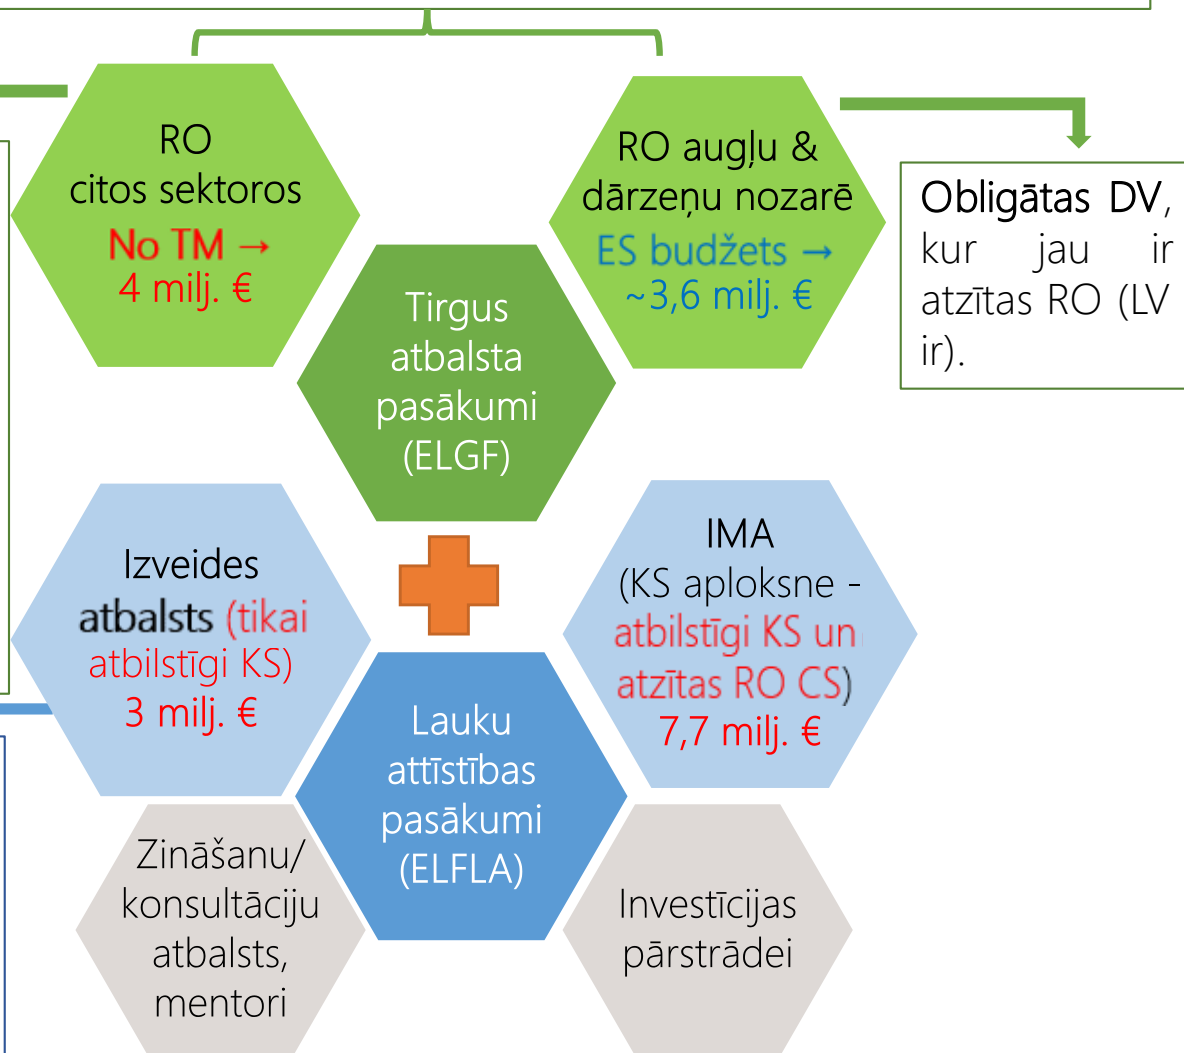 RO
citos sektoros
No TM →
4 milj. €
RO augļu &
dārzeņu nozarē
ES budžets →
~3,6 milj. €
Obligātas DV,
kur jau ir
atzītas RO (LV
ir).
Tirgus
atbalsta
pasākumi
(ELGF)
Izveides
atbalsts (tikai
atbilstīgi KS)
3 milj. €
IMA
(KS aploksne -
atbilstīgi KS un
atzītas RO CS)
7,7 milj. €
Lauku
attīstības
pasākumi
(ELFLA)
Zināšanu/
konsultāciju
atbalsts,
mentori
Investīcijas
pārstrādei